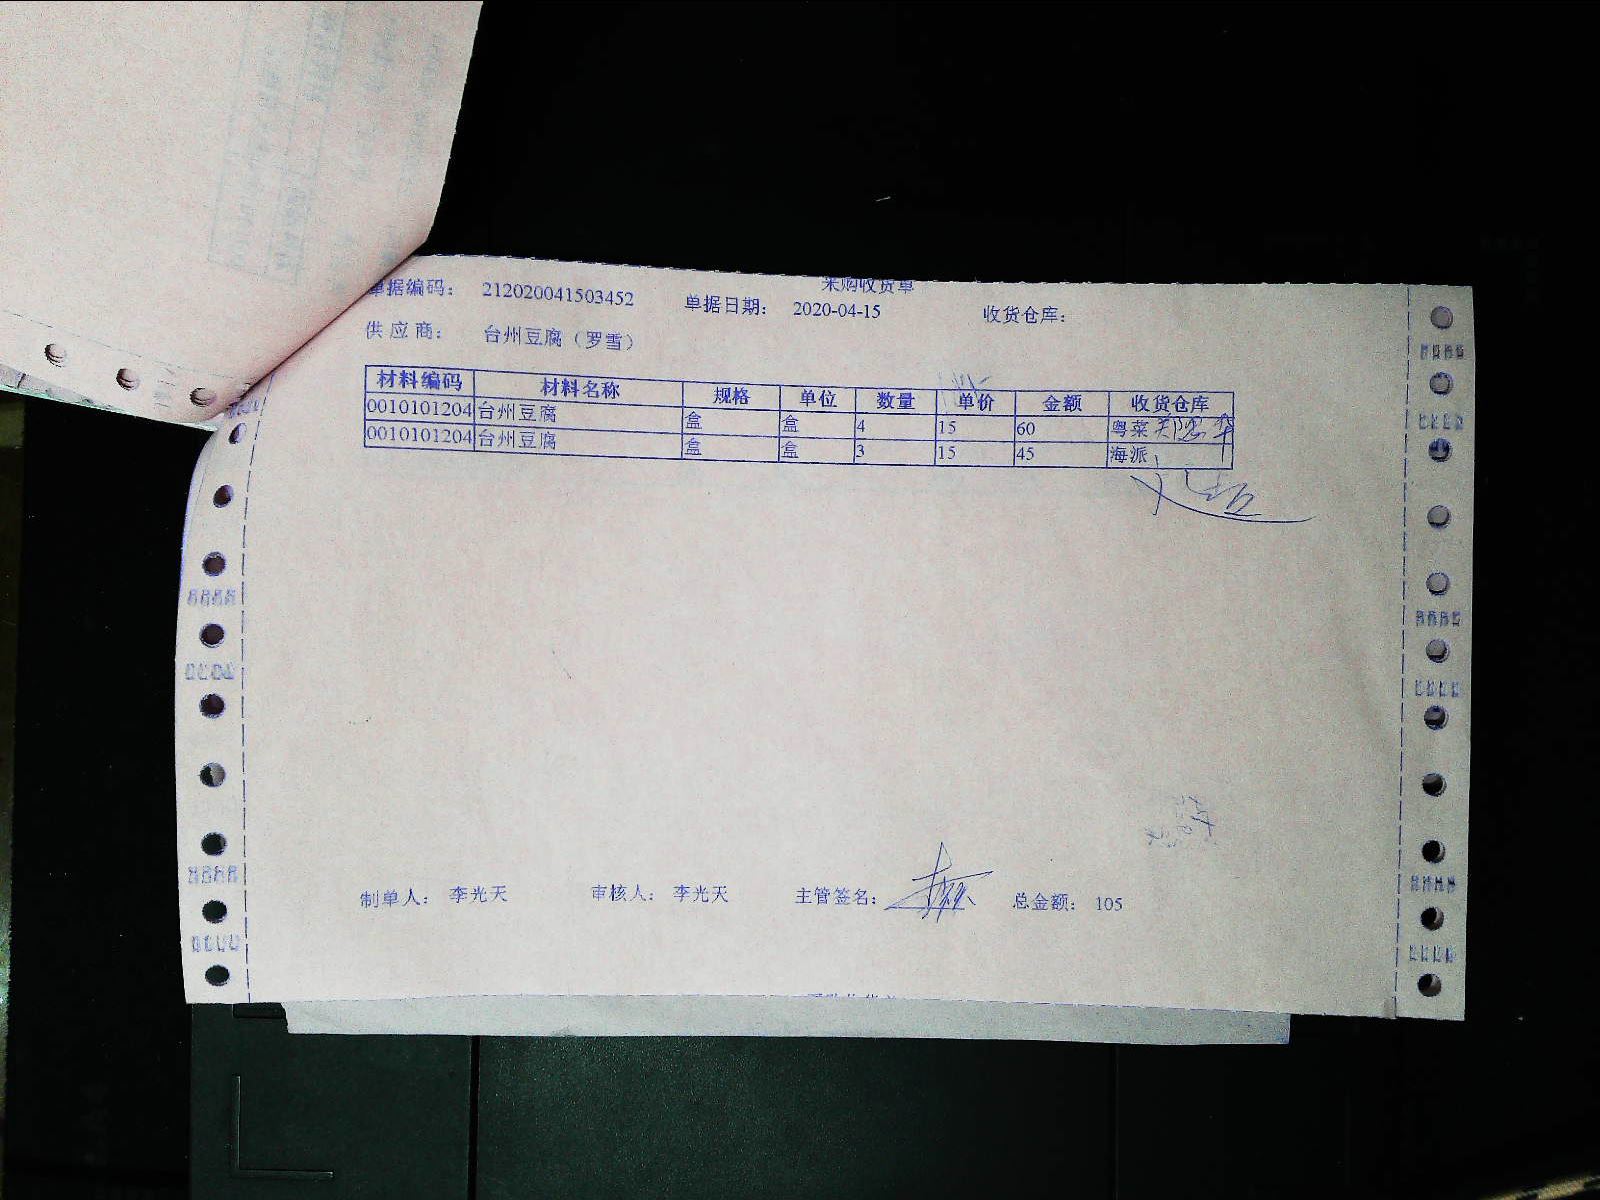 采购收货单
单据编码： 212020041503452 单据日期： 2020-04-15 收货仓库：
供应商： 台州豆腐（罗雪）
材料编码 材料名称 规格 单位 数量 单价 金额 收货仓库
0010101204 台州豆腐 盒 盒 4 15 60 粤菜
0010101204 台州豆腐 盒 盒 3 15 45 海派
制单人： 李光天 审核人： 李光天 主管签名： 总金额： 105